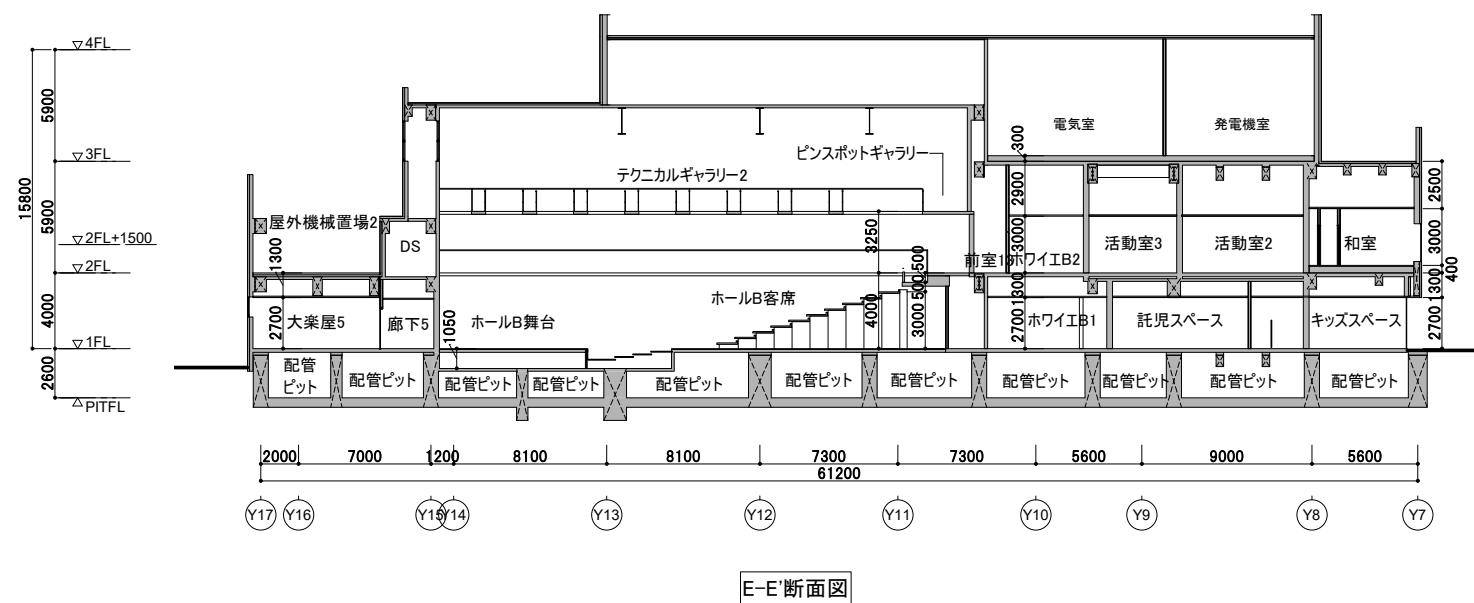 ▽4FL
5900
▽3FL
15800
5900
▽2FL+1500
▽2FL
4000
▽1FL
2600
△PITFL
電気室
発電機室
300
ピンスポットギャラリー
テクニカルギャラリー2
2900
2500
屋外機械置場2
DS
3250
3000
活動室3
活動室2
和室
3000
1300
500
前室13
ホワイエB2
400
500
1300
1300
ホールB客席
大楽屋5
廊下5
ホールB舞台
2700
1050
4000
3000
2700
ホワイエB1
託児スペース
キッズスペース
2700
配管
ピット
配管ピット
配管ピット
配管ピット
配管ピット
配管ピット
配管ピット
配管ピット
配管ピット
配管ピット
配管ピット
2000
7000
1200
8100
8100
7300
7300
5600
9000
5600
61200
Y17
Y16
Y15
Y14
Y13
Y12
Y11
Y10
Y9
Y8
Y7
E-E'断面図